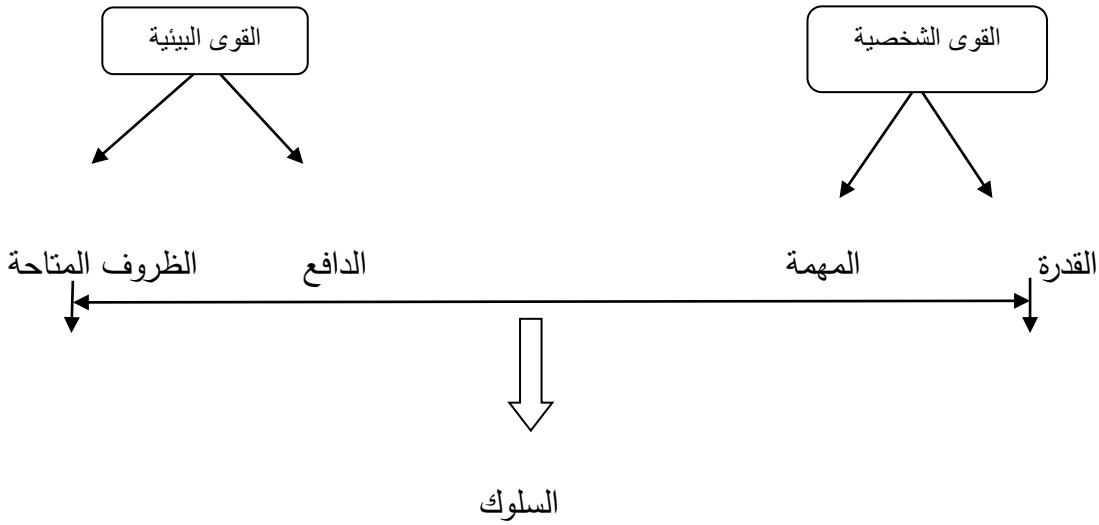 القوى الشخصية
القوى البيئية
القدرة
المهمة
الدافع
الظروف المتاحة
السلوك